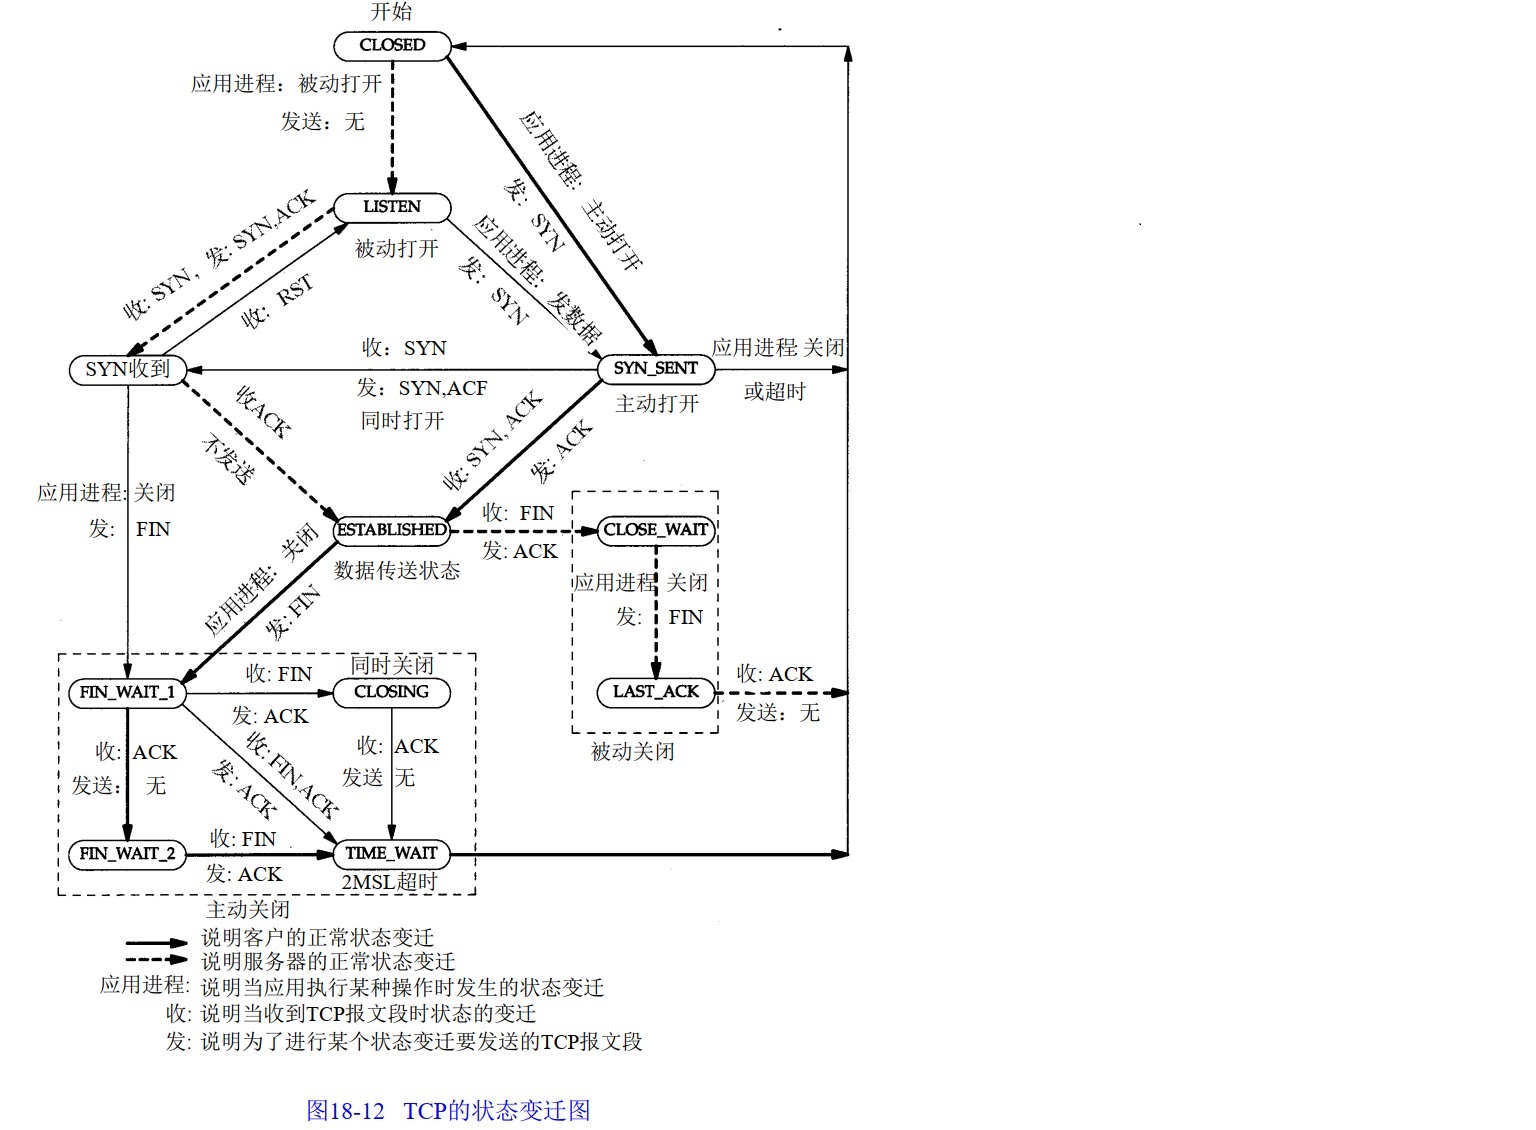 开始
CLOSED
应用进程：被动打开
发送：无
应用进程：主动打开
发：SYN
LISTEN
被动打开
收: SYN，发: SYN,ACK
收：RST
应用进程：发数据
发：SYN
SYN收到
收：SYN
发：SYN,ACF
同时打开
SYN_SENT
主动打开
应用进程: 关闭
或超时
收ACK
不发送
收: SYN, ACK
发: ACK
应用进程: 关闭
发: FIN
ESTABLISHED
数据传送状态
收: FIN
发: ACK
CLOSE_WAIT
应用进程 关闭
发: FIN
LAST_ACK
收: ACK
发送：无
被动关闭
应用进程：关闭
发: FIN
FIN_WAIT_1
收: FIN
发: ACK
同时关闭
CLOSING
收: ACK
发送：无
收: FIN,ACK
发: ACK
收: ACK
发送 无
FIN_WAIT_2
收: FIN
发: ACK
TIME_WAIT
2MSL超时
主动关闭
说明客户的正常状态变迁
说明服务器的正常状态变迁
应用进程: 说明当应用执行某种操作时发生的状态变迁
收: 说明当收到TCP报文段时状态的变迁
发: 说明为了进行某个状态变迁要发送的TCP报文段
图18-12 TCP的状态变迁图